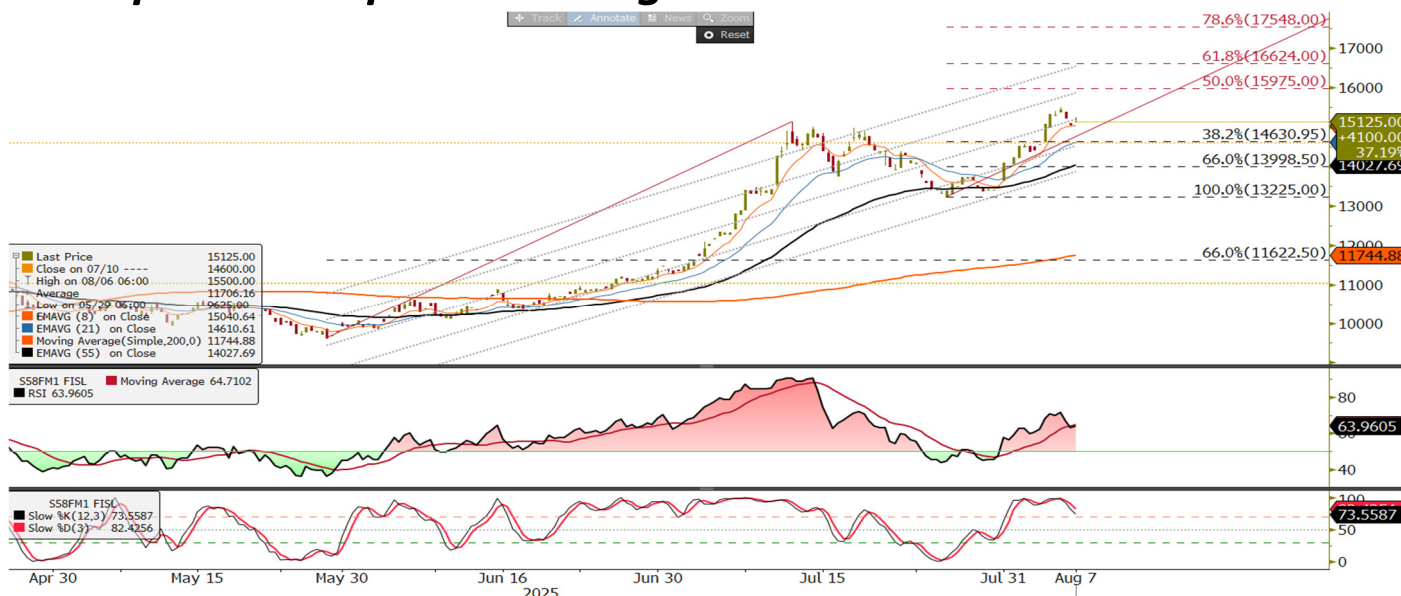 Track Annotate News Zoom
Reset
78.6%(17548.00)
17000
61.8%(16624.00)
16000
50.0%(15975.00)
15125.00
+4100.00
37.19%
38.2%(14630.95)
66.0%(13998.50)
14027.69
100.0%(13225.00)
13000
12000
66.0%(11622.50)
11744.88
11000
10000
Last Price 15125.00
Close on 07/10 ---- 14600.00
High on 08/06 06:00 15500.00
Average 11706.16
Low on 05/29 06:00 9625.00
EMAVG (8) on Close 15040.64
EMAVG (21) on Close 14610.61
Moving Average(Simple,200,0) 11744.88
EMAVG (55) on Close 14027.69
S58FM1 FISL Moving Average 64.7102
RSI 63.9605
80
63.9605
60
40
S58FM1 FISL
Slow %K(12,3) 73.5587
Slow %D(3) 82.4256
100
73.5587
50
0
Apr 30 May 15 May 30 Jun 16 Jun 30 Jul 15 Jul 31 Aug 7
2025